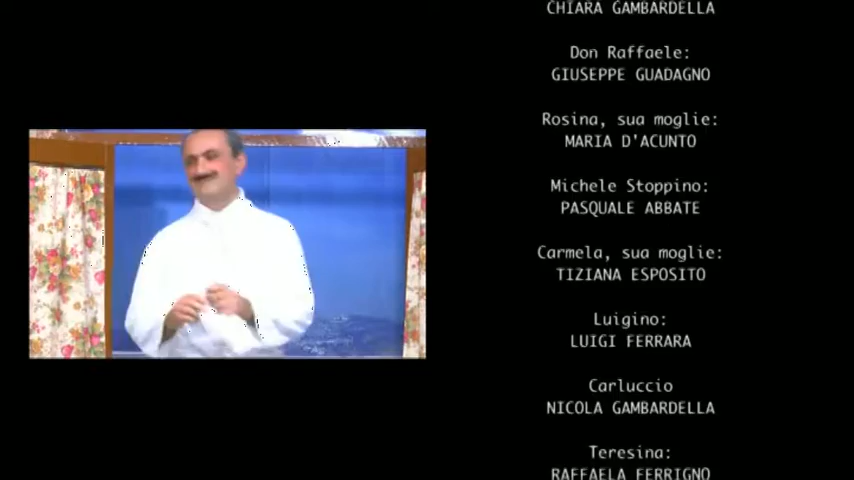 CHIARA GAMBARDELLA
Don Raffaele:
GIUSEPPE GUADAGNO
Rosina, sua moglie:
MARIA D'ACUNTO
Michele Stoppino:
PASQUALE ABBATE
Carmela, sua moglie:
TIZIANA ESPOSITO
Luigino:
LUIGI FERRARA
Carluccio
NICOLA GAMBARDELLA
Teresina:
RAFFAELA FERRIGNO